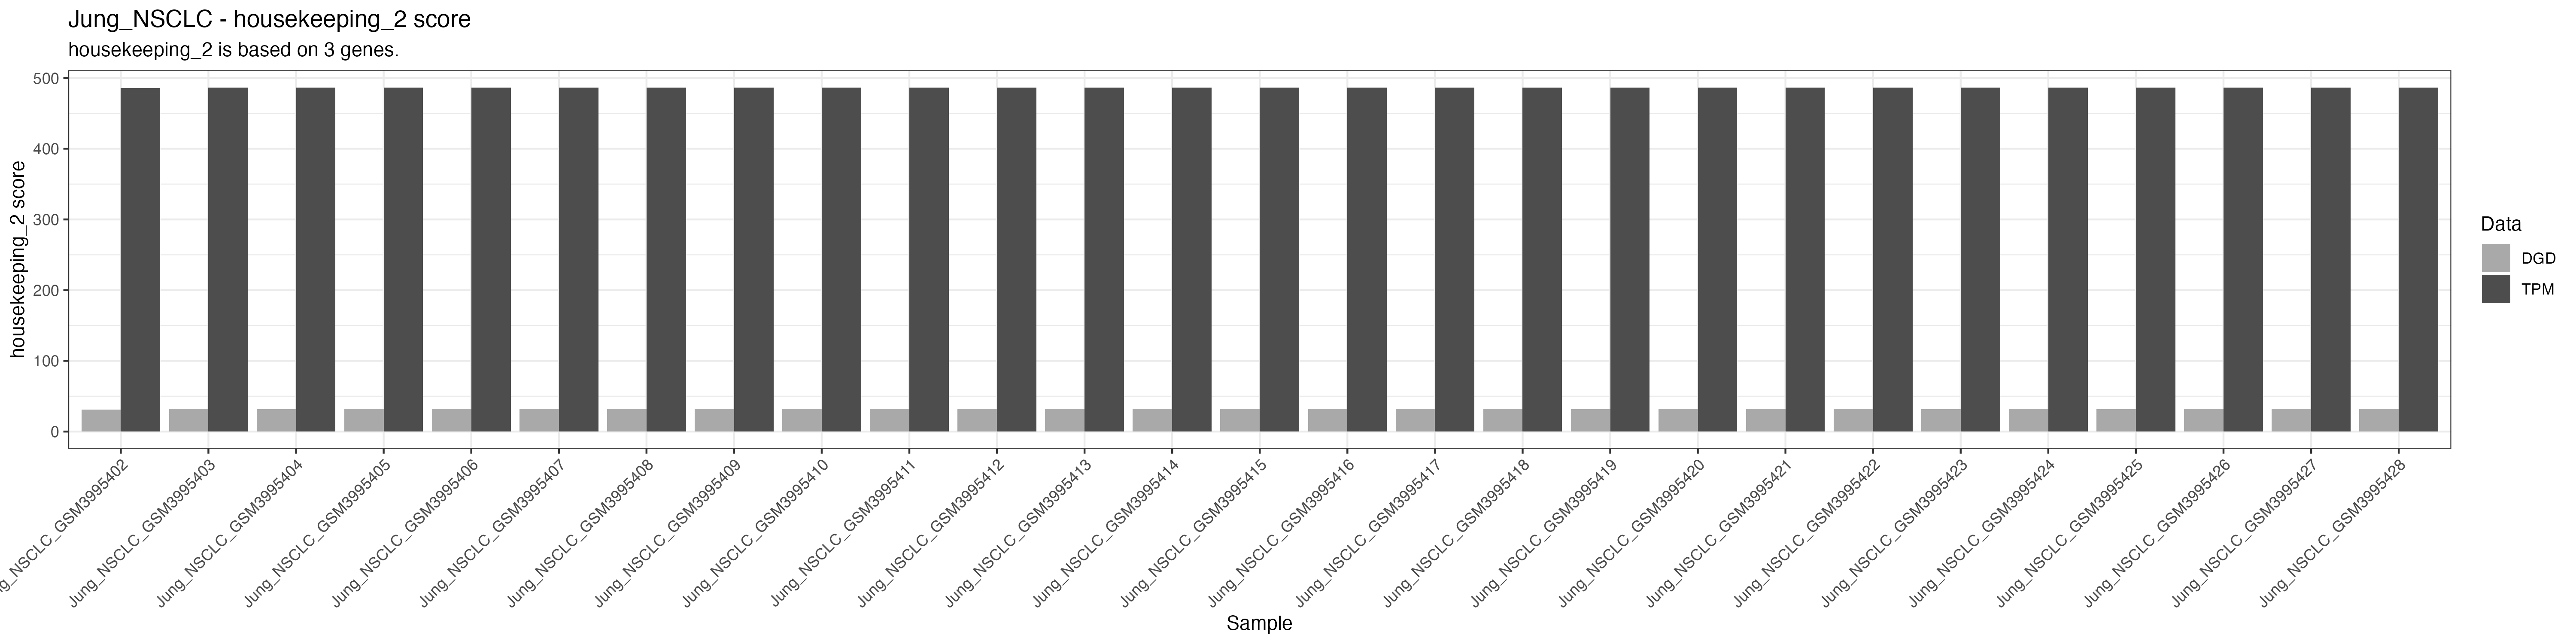 Jung_NSCLC - housekeeping_2 score
housekeeping_2 is based on 3 genes.
housekeeping_2 score
500
400
300
200
100
0
ng_NSCLC_GSM3995402
Jung_NSCLC_GSM3995403
Jung_NSCLC_GSM3995404
Jung_NSCLC_GSM3995405
Jung_NSCLC_GSM3995406
Jung_NSCLC_GSM3995407
Jung_NSCLC_GSM3995408
Jung_NSCLC_GSM3995409
Jung_NSCLC_GSM3995410
Jung_NSCLC_GSM3995411
Jung_NSCLC_GSM3995412
Jung_NSCLC_GSM3995413
Jung_NSCLC_GSM3995414
Jung_NSCLC_GSM3995415
Jung_NSCLC_GSM3995416
Jung_NSCLC_GSM3995417
Jung_NSCLC_GSM3995418
Jung_NSCLC_GSM3995419
Jung_NSCLC_GSM3995420
Jung_NSCLC_GSM3995421
Jung_NSCLC_GSM3995422
Jung_NSCLC_GSM3995423
Jung_NSCLC_GSM3995424
Jung_NSCLC_GSM3995425
Jung_NSCLC_GSM3995426
Jung_NSCLC_GSM3995427
Jung_NSCLC_GSM3995428
Sample
Data
DGD
TPM